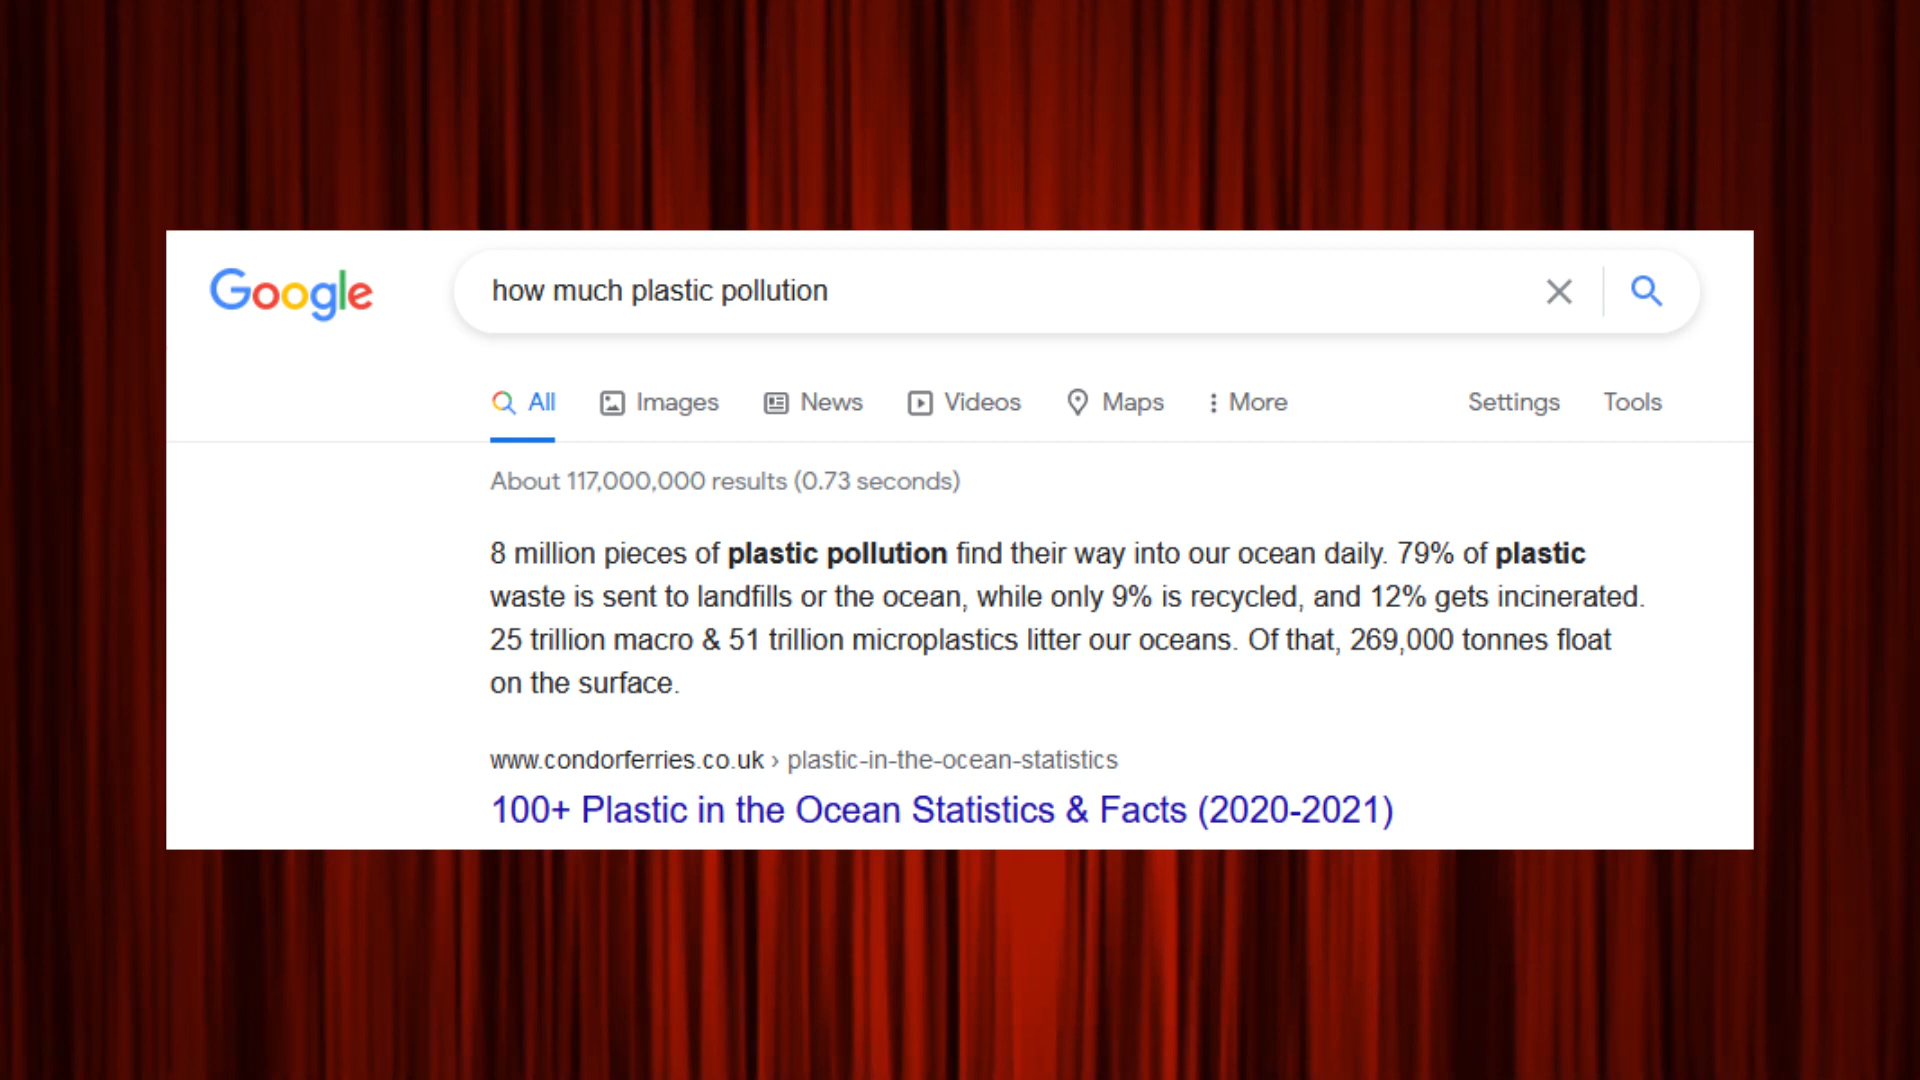 Google
how much plastic pollution
All Images News Videos Maps More Settings Tools
About 117,000,000 results (0.73 seconds)
8 million pieces of plastic pollution find their way into our ocean daily. 79% of plastic
waste is sent to landfills or the ocean, while only 9% is recycled, and 12% gets incinerated.
25 trillion macro & 51 trillion microplastics litter our oceans. Of that, 269,000 tonnes float
on the surface.
www.condorferries.co.uk › plastic-in-the-ocean-statistics
100+ Plastic in the Ocean Statistics & Facts (2020-2021)